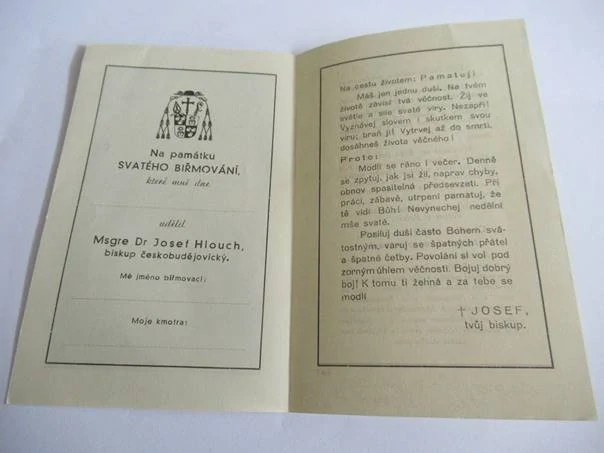 Na památku
SVATÉHO BIŘMOVÁNÍ,
které mně dne
udělil
Msgre Dr Josef Hlouch,
biskup českobudějovický.
Mé jméno biřmovací:
Moje kmotra:
Na cestu životem: Pamatuj!
Máš jen jednu duši. Na tvém
životě závisí tvá věčnost. Žij ve
světle a síle svaté víry. Nezapři!
Vyznávej slovem i skutkem svou
víru; braň ji! Vytrvej až do smrti,
dosáhneš života věčného!
Proto:
Modli se ráno i večer. Denně
se zpytuj, jak jsi žil, naprav chyby,
obnov spasitelná předsevzetí. Při
práci, zábavě, utrpení pamatuj, že
tě vidí Bůh! Nevynechej nedělní
mše svaté.
Posiluj duši často Bohem svá-
tostným, varuj se špatných přátel
a špatné četby. Povolání si vol pod
zorným úhlem věčnosti. Bojuj dobrý
boj! K tomu ti žehná a za tebe se
modlí
† JOSEF,
tvůj biskup.